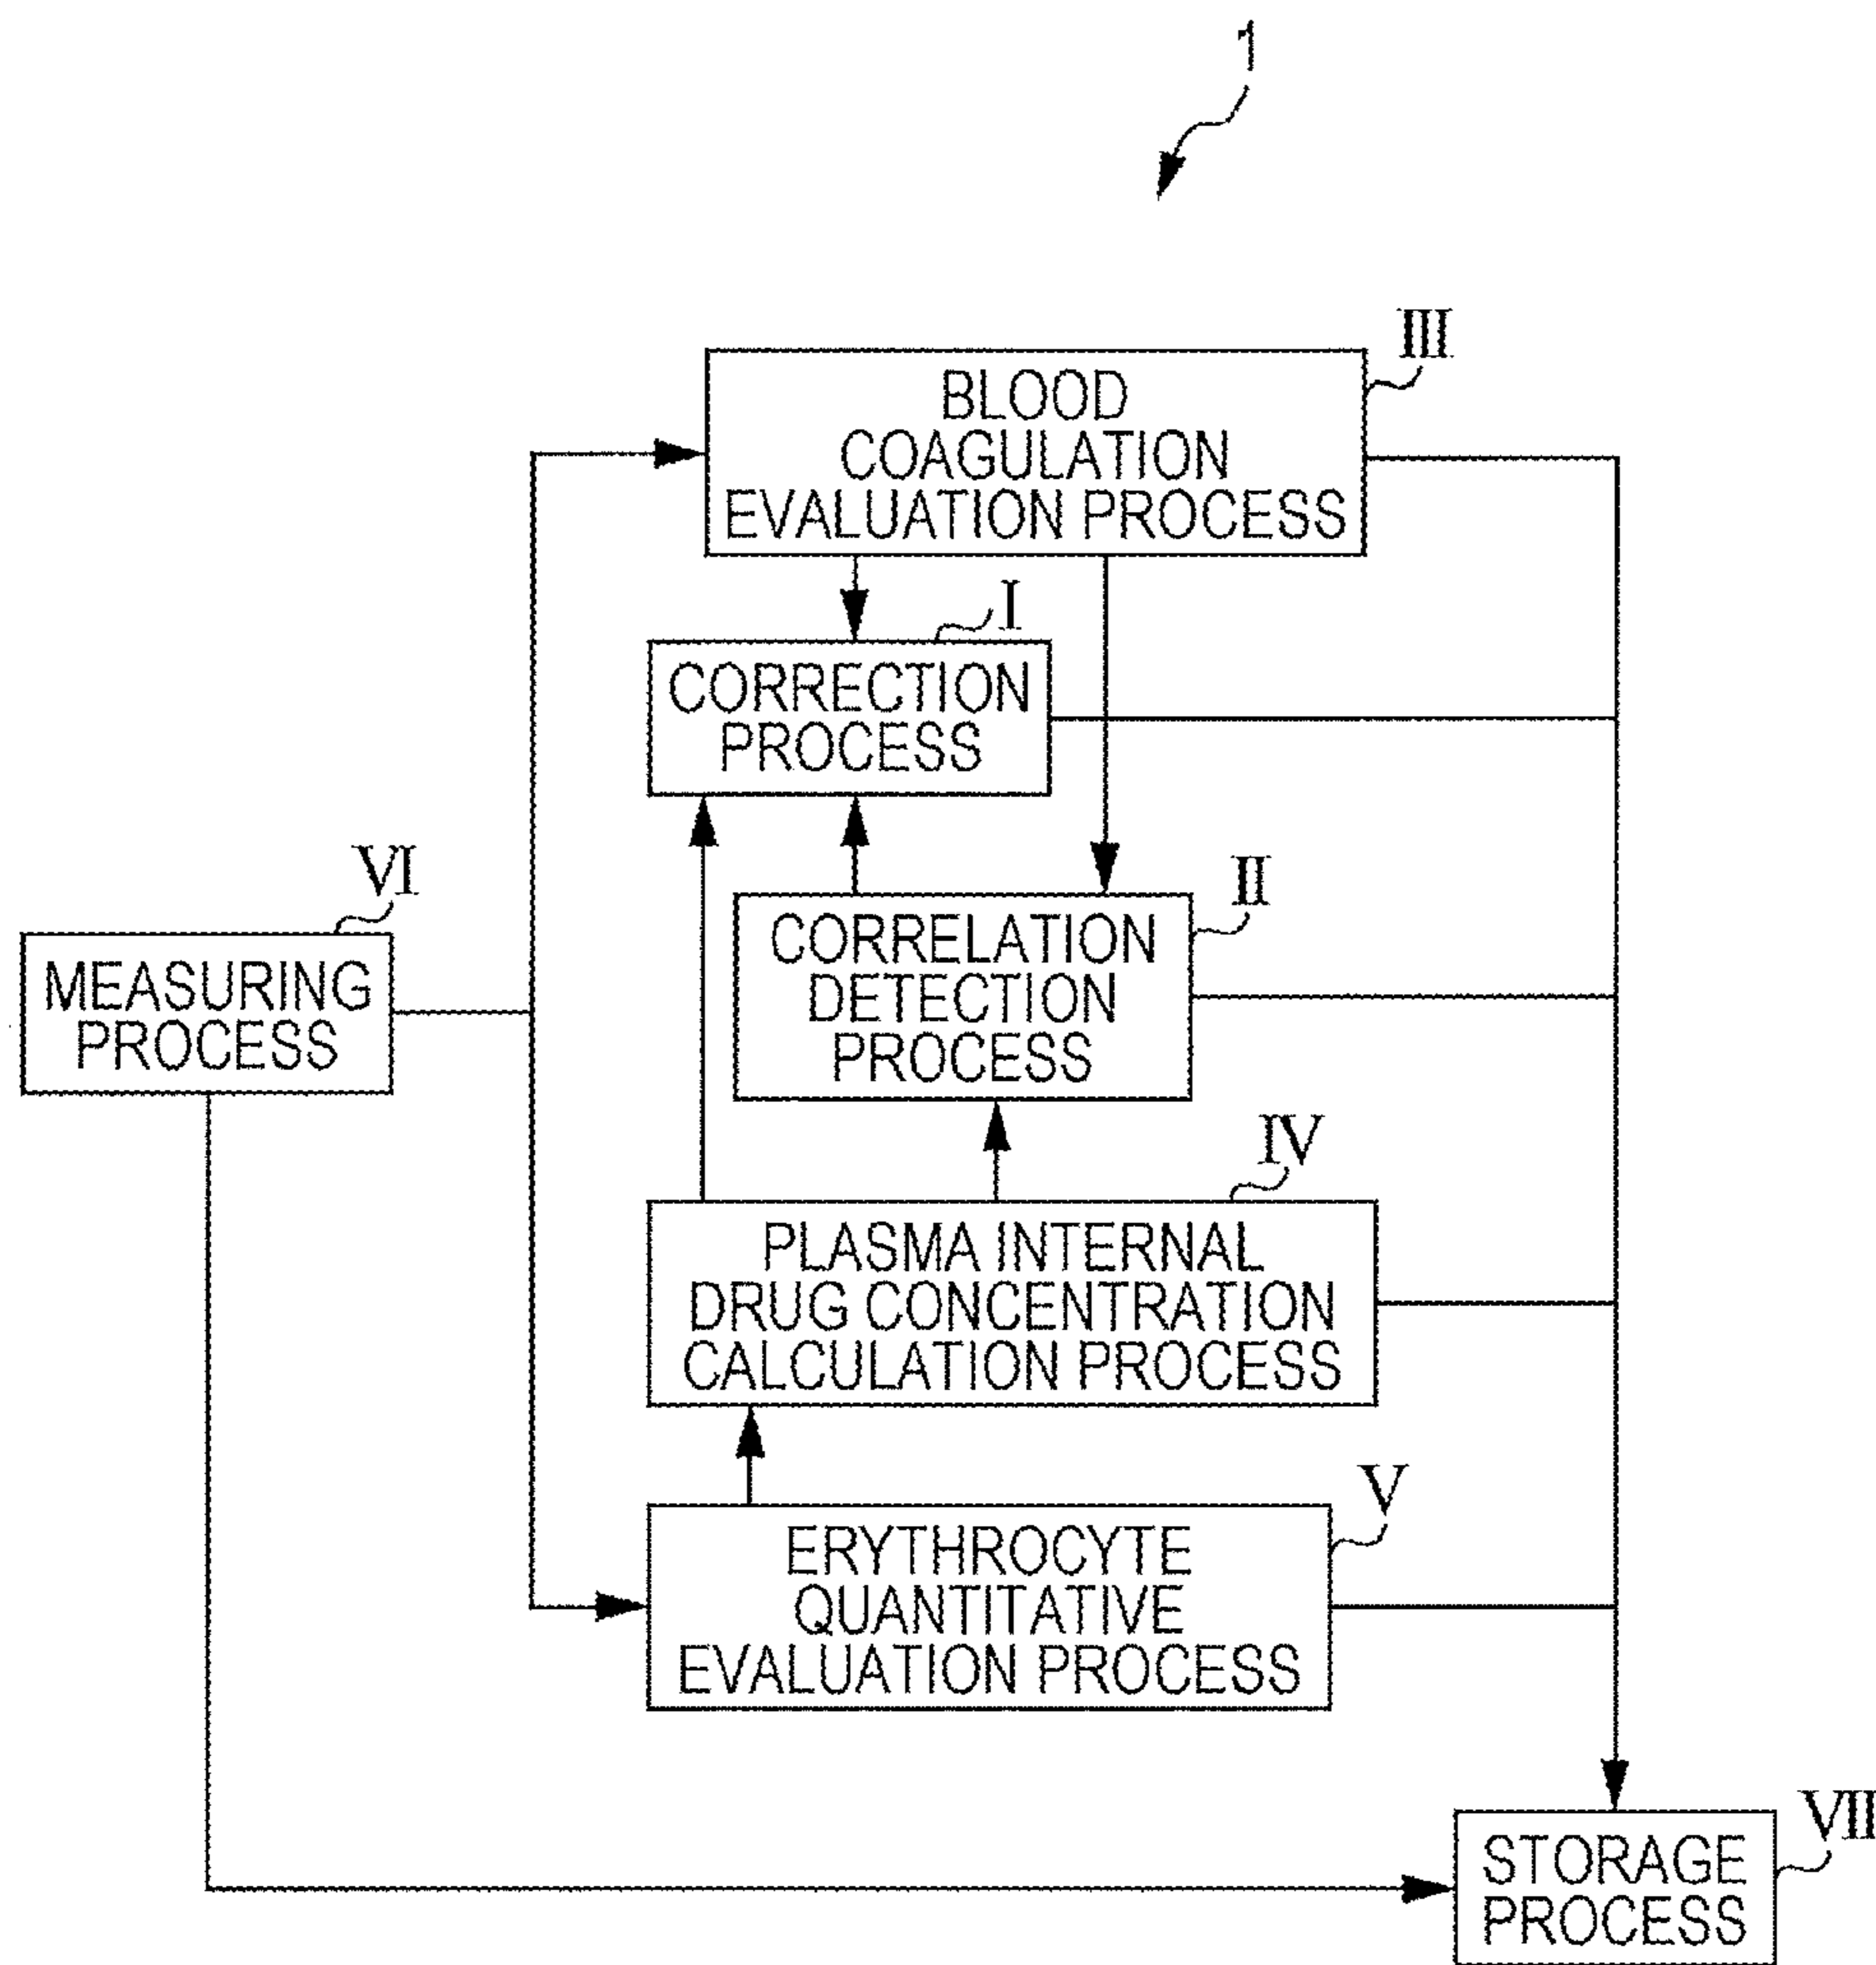 1
III
BLOOD
COAGULATION
EVALUATION PROCESS
I
CORRECTION
PROCESS
VI
MEASURING
PROCESS
II
CORRELATION
DETECTION
PROCESS
IV
PLASMA INTERNAL
DRUG CONCENTRATION
CALCULATION PROCESS
V
ERYTHROCYTE
QUANTITATIVE
EVALUATION PROCESS
VII
STORAGE
PROCESS